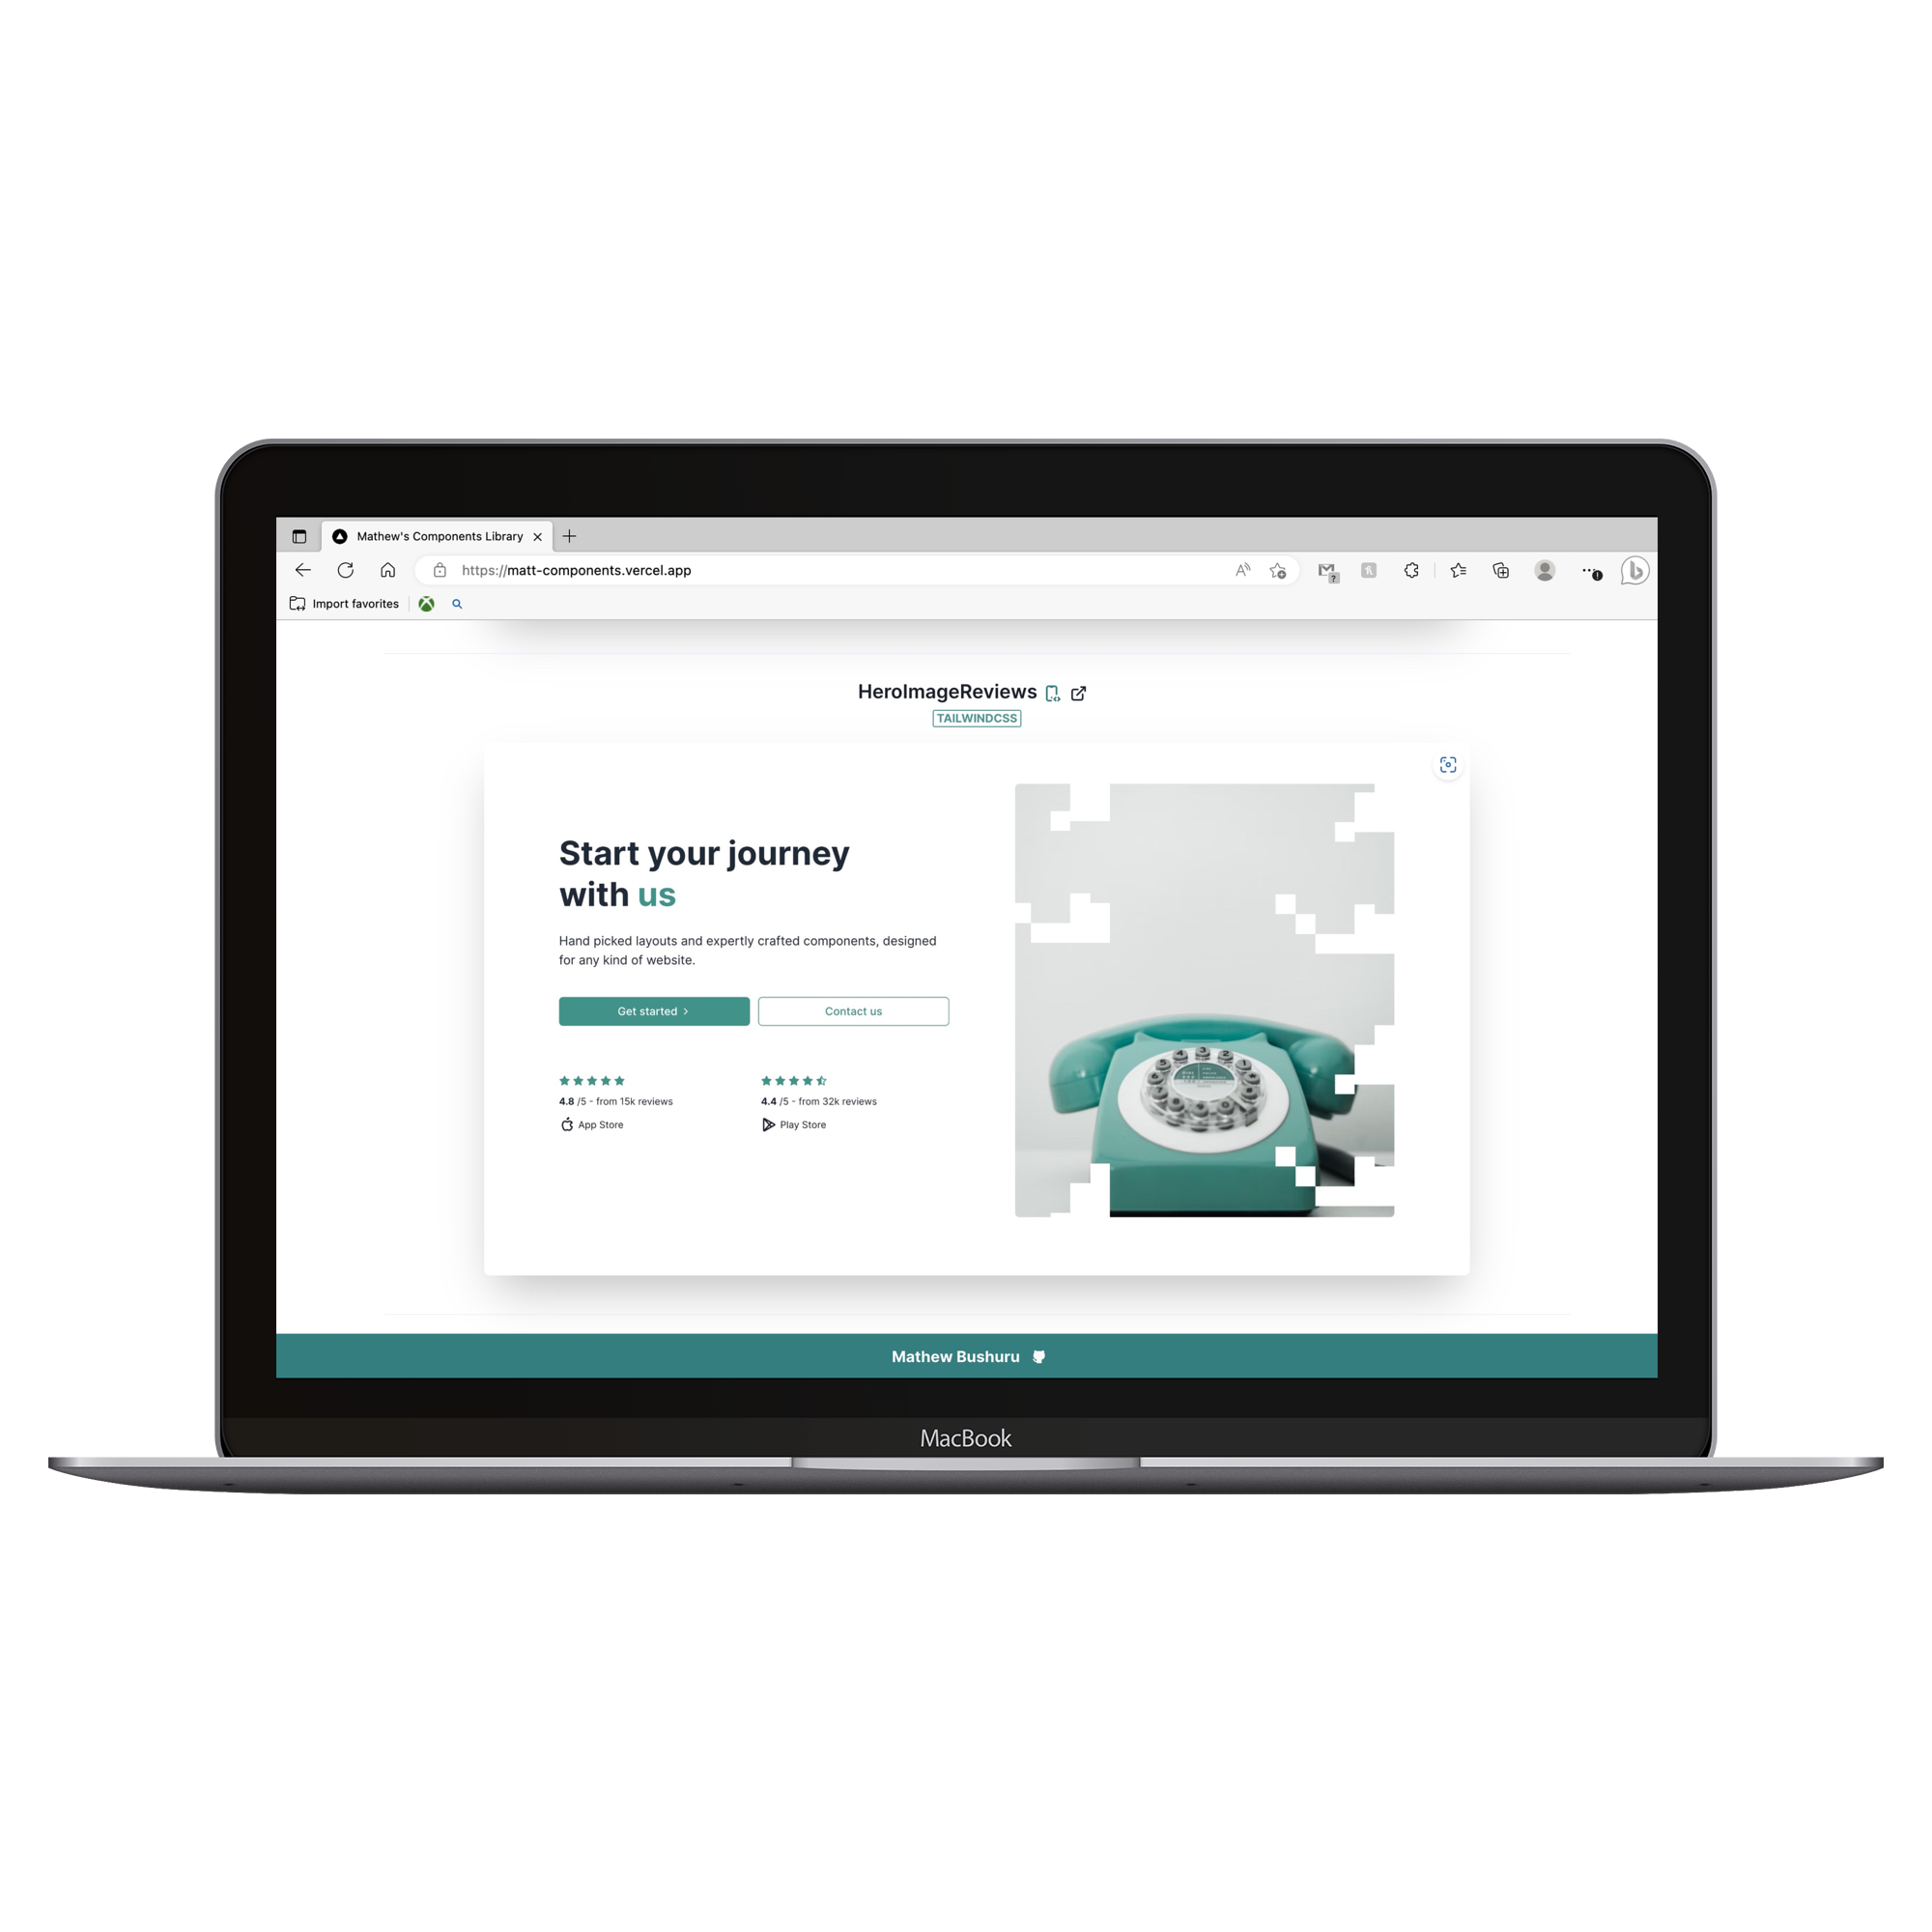 Mathew's Components Library
https://matt-components.vercel.app
Import favorites
HeroImageReviews
TAILWINDCSS
Start your journey
with us
Hand picked layouts and expertly crafted components, designed
for any kind of website.
Get started
Contact us
4.8 /5 - from 15k reviews
4.4 /5 - from 32k reviews
App Store
Play Store
Mathew Bushuru
MacBook